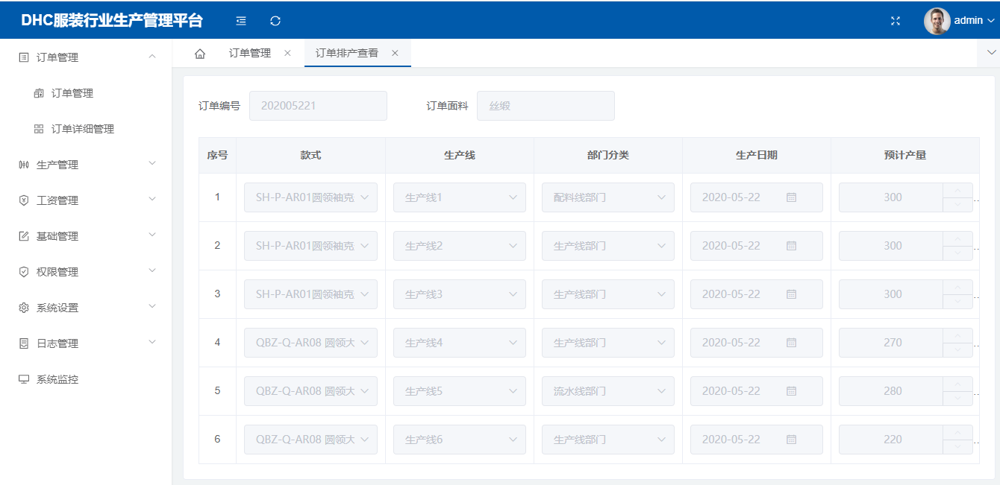 DHC服装行业生产管理平台
admin
订单管理
订单管理
订单详细管理
生产管理
工资管理
基础管理
权限管理
系统设置
日志管理
系统监控
订单管理
订单排产查看
订单编号 202005221 订单面料 丝缎
序号 款式 生产线 部门分类 生产日期 预计产量
1 SH-P-AR01圆领袖克 生产线1 配料线部门 2020-05-22 300 ..
2 SH-P-AR01圆领袖克 生产线2 生产线部门 2020-05-22 300 ..
3 SH-P-AR01圆领袖克 生产线3 生产线部门 2020-05-22 300 ..
4 QBZ-Q-AR08 圆领大 生产线4 生产线部门 2020-05-22 270 ..
5 QBZ-Q-AR08 圆领大 生产线5 流水线部门 2020-05-22 280 ..
6 QBZ-Q-AR08 圆领大 生产线6 生产线部门 2020-05-22 220 ..